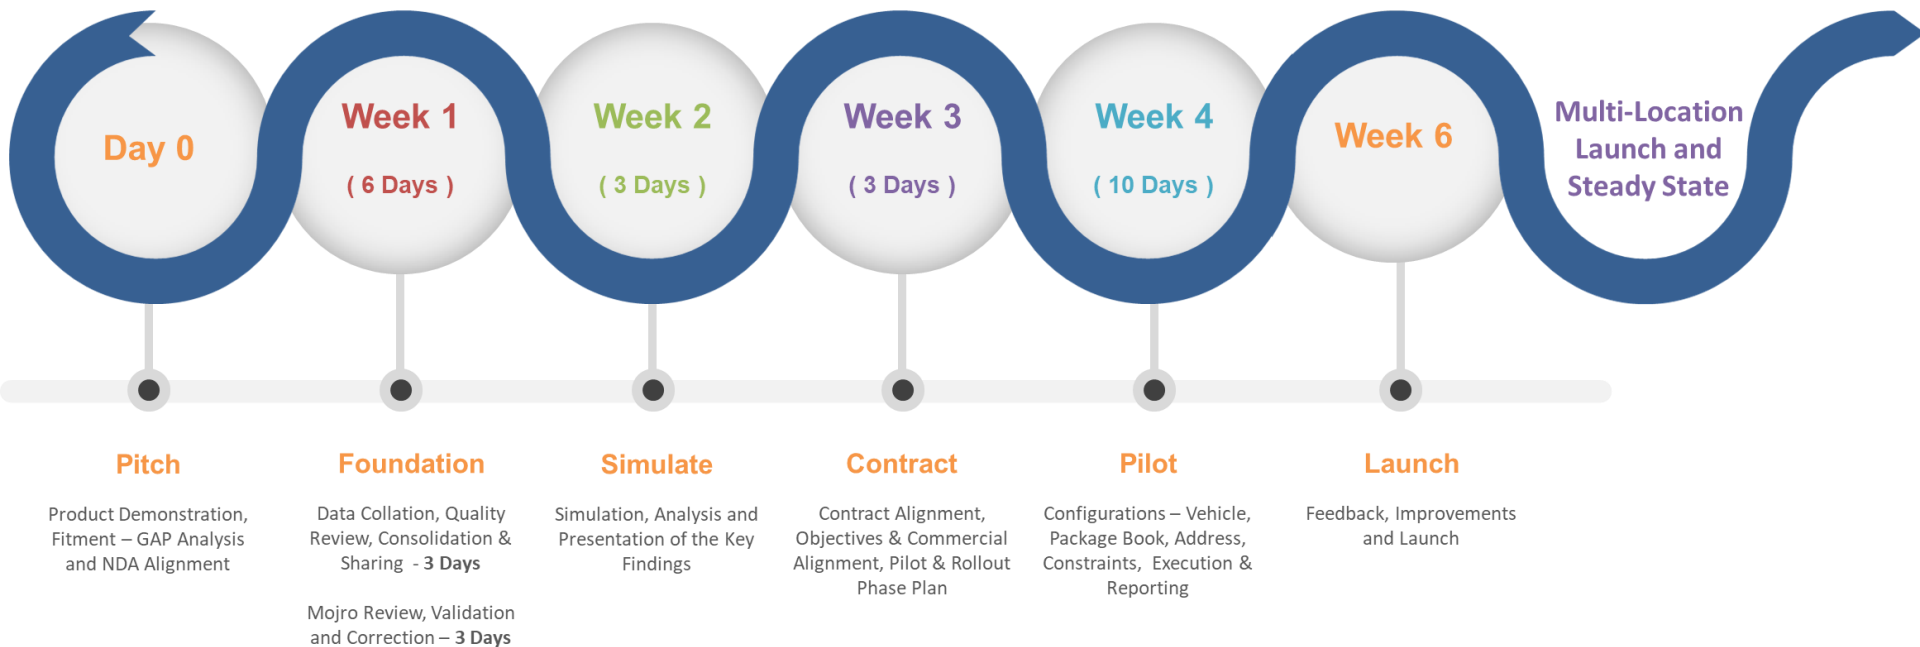 Day 0
Week 1
( 6 Days )
Week 2
( 3 Days )
Week 3
( 3 Days )
Week 4
( 10 Days )
Week 6
Multi-Location
Launch and
Steady State
Pitch
Product Demonstration,
Fitment – GAP Analysis
and NDA Alignment
Foundation
Data Collation, Quality
Review, Consolidation &
Sharing - 3 Days
Mojro Review, Validation
and Correction – 3 Days
Simulate
Simulation, Analysis and
Presentation of the Key
Findings
Contract
Contract Alignment,
Objectives & Commercial
Alignment, Pilot & Rollout
Phase Plan
Pilot
Configurations – Vehicle,
Package Book, Address,
Constraints, Execution &
Reporting
Launch
Feedback, Improvements
and Launch